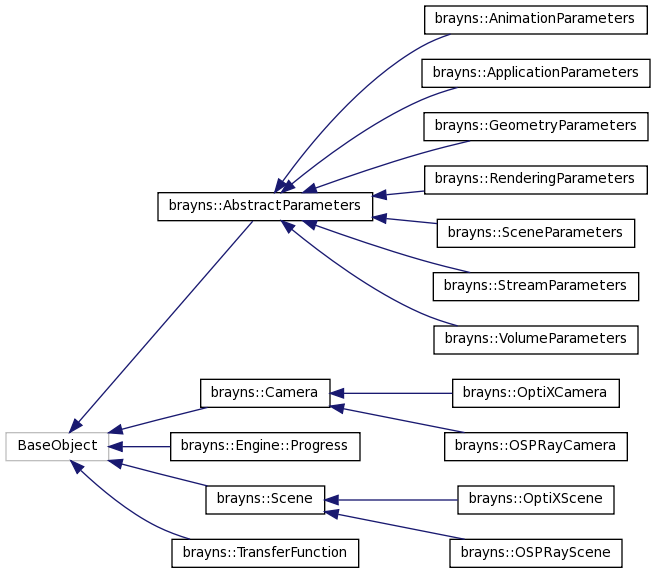 brayns::AnimationParameters
brayns::ApplicationParameters
brayns::GeometryParameters
brayns::RenderingParameters
brayns::AbstractParameters
brayns::SceneParameters
brayns::StreamParameters
brayns::VolumeParameters
brayns::Camera
brayns::OptiXCamera
BaseObject
brayns::Engine::Progress
brayns::OSPRayCamera
brayns::Scene
brayns::OptiXScene
brayns::TransferFunction
brayns::OSPRayScene